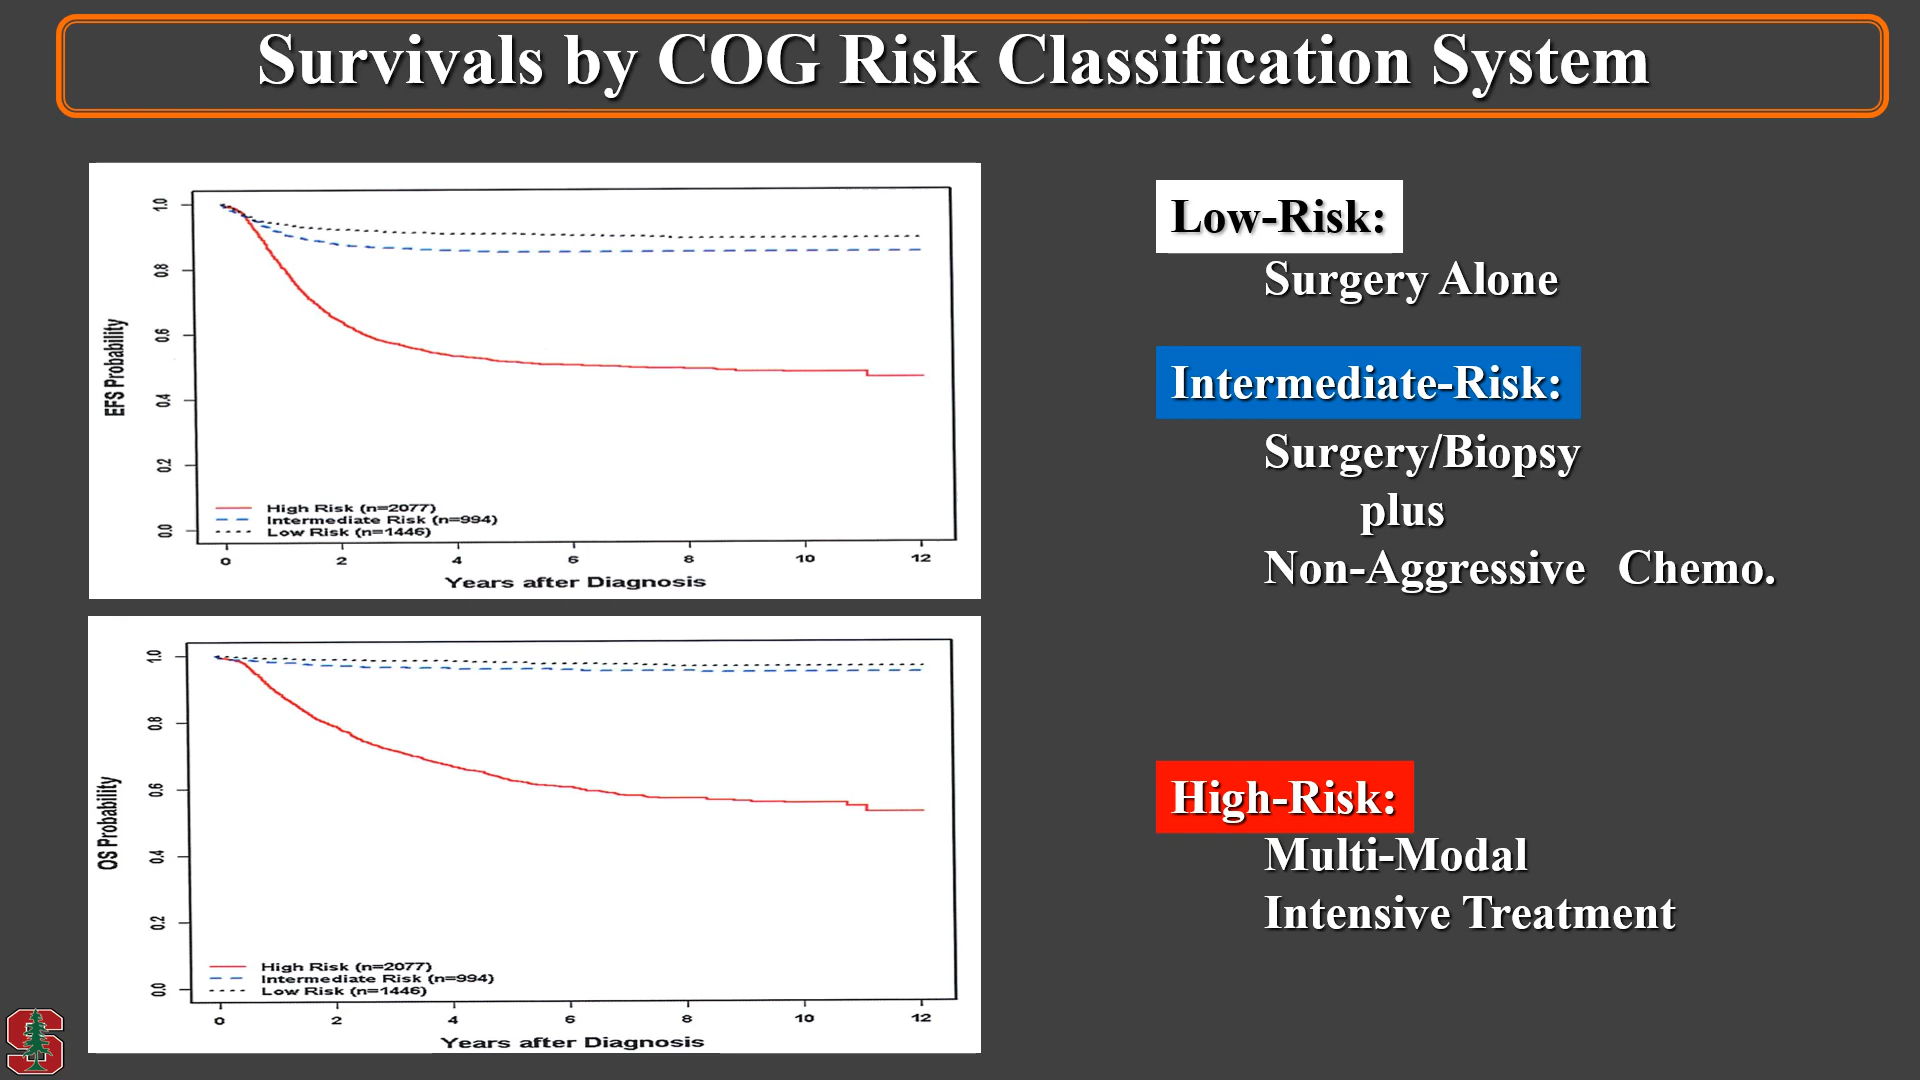 Survivals by COG Risk Classification System
1.0
0.8
0.6
0.4
0.2
0.0
EFS Probability
High Risk (n=2077)
Intermediate Risk (n=994)
Low Risk (n=1446)
0 2 4 6 8 10 12
Years after Diagnosis
1.0
0.8
0.6
0.4
0.2
0.0
OS Probability
High Risk (n=2077)
Intermediate Risk (n=994)
Low Risk (n=1446)
0 2 4 6 8 10 12
Years after Diagnosis
Low-Risk:
Surgery Alone
Intermediate-Risk:
Surgery/Biopsy
plus
Non-Aggressive Chemo.
High-Risk:
Multi-Modal
Intensive Treatment
S